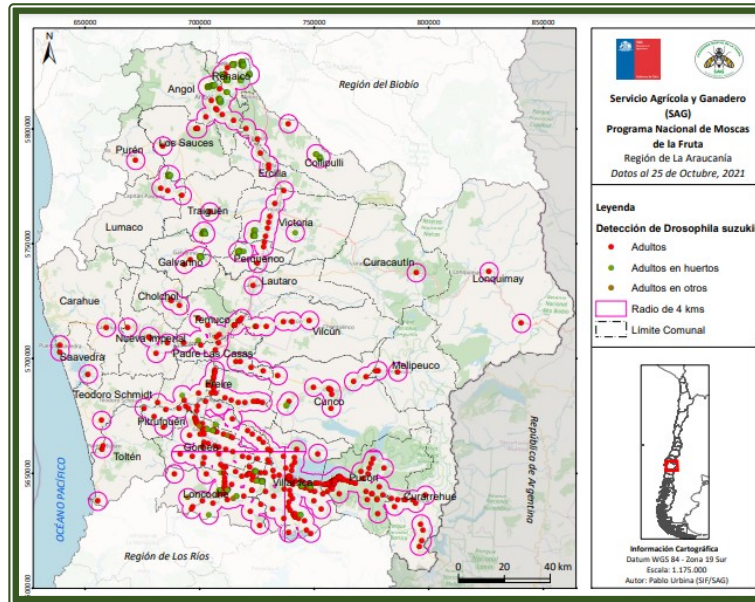 650000 700000 750000 800000 850000
N
Región del Biobío
Renaico
Angol
5800000
Los Sauces
Purén
Collipulli
Ercilla
Traiguén
Victoria
Lumaco
5750000
Perquenco
Galvarino
Curacautín
Lonquimay
Lautaro
Carahue
Cholchol
Temuco
Nueva Imperial
Vilcún
Saavedra
Padre Las Casas
5700000
Melipeuco
Freire
Teodoro Schmidt
Cunco
Pitrufquén
Gorbea
Toltén
Pucón
Villarrica
Loncoche
Curarrehue
OCÉANO PACÍFICO
República de Argentina
Región de Los Ríos
0 20 40 km
SAG
Servicio Agrícola y Ganadero
(SAG)
Programa Nacional de Moscas
de la Fruta
Región de La Araucanía
Datos al 25 de Octubre, 2021
Leyenda
Detección de Drosophila suzukii
Adultos
Adultos en huertos
Adultos en otros
Radio de 4 kms
Límite Comunal
Información Cartográfica
Datum WGS 84 - Zona 19 Sur
Escala: 1.175.000
Autor: Pablo Urbina (SIF/SAG)